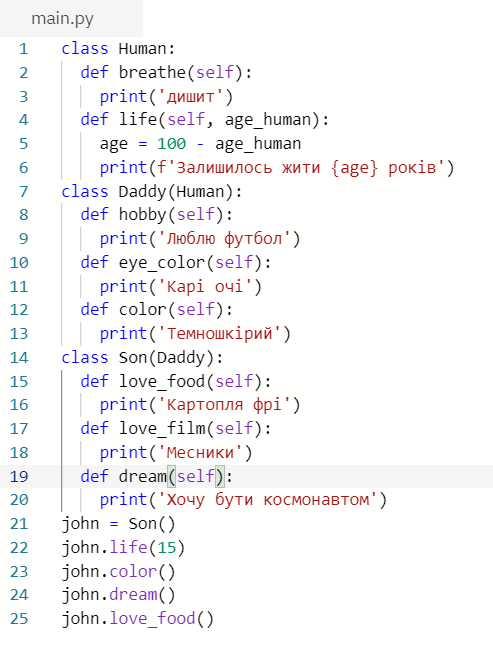 main.py
1 class Human:
2   def breathe(self):
3     print('дишит')
4   def life(self, age_human):
5     age = 100 - age_human
6     print(f'Залишилось жити {age} років')
7 class Daddy(Human):
8   def hobby(self):
9     print('Люблю футбол')
10   def eye_color(self):
11     print('Карі очі')
12   def color(self):
13     print('Темношкірий')
14 class Son(Daddy):
15   def love_food(self):
16     print('Картопля фрі')
17   def love_film(self):
18     print('Месники')
19   def dream(self):
20     print('Хочу бути космонавтом')
21 john = Son()
22 john.life(15)
23 john.color()
24 john.dream()
25 john.love_food()